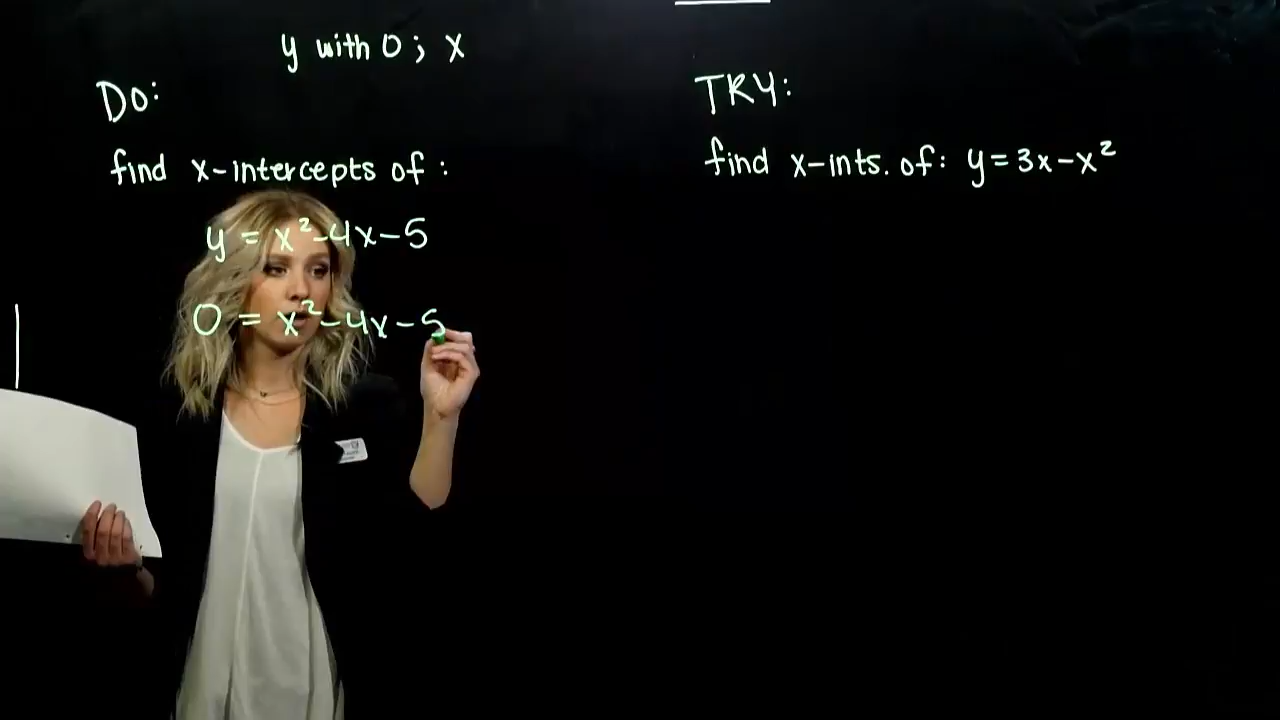 y with 0; x
Do:
find x-intercepts of:
y = x²-4x-5
0 = x²-4x-5
TRY:
find x-ints. of: y=3x-x²